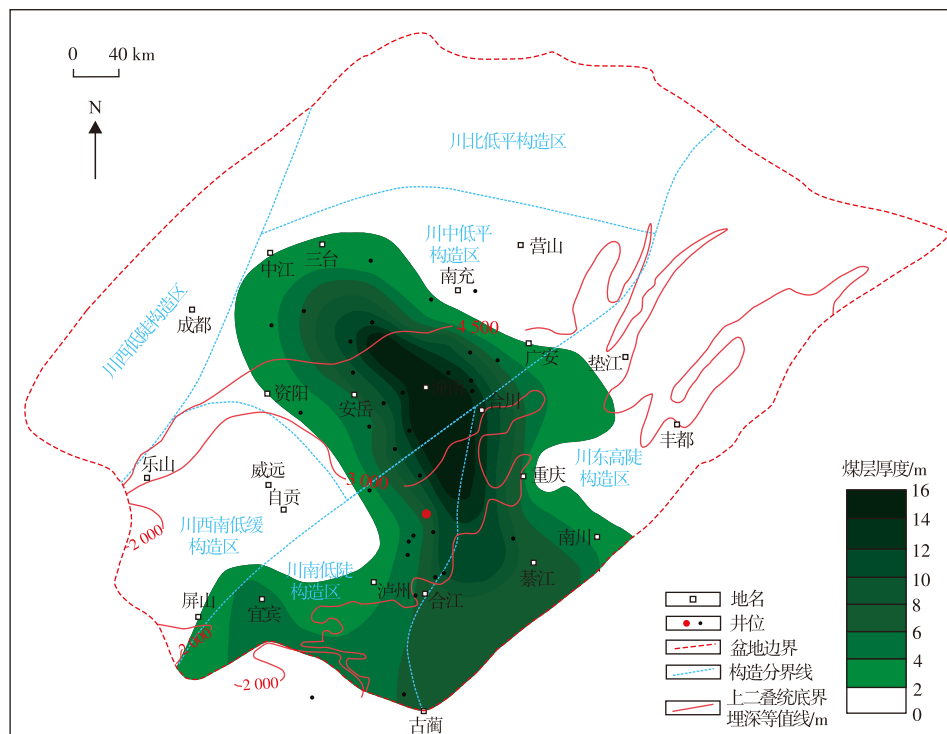 0 40 km
N
川北低平构造区
川中低平
构造区
营山
三台
中江
南充
川西低陡构造区
成都
4 500
广安
垫江
资阳
安岳
合川
丰都
乐山
威远
自贡
3 000
重庆
川东高陡
构造区
煤层厚度/m
16
14
12
10
8
6
4
2
0
-2 000
川西南低缓
构造区
南川
川南低陡
构造区
綦江
泸州
合江
屏山
宜宾
2 000
-2 000
古蔺
地名
井位
盆地边界
构造分界线
上二叠统底界
埋深等值线/m